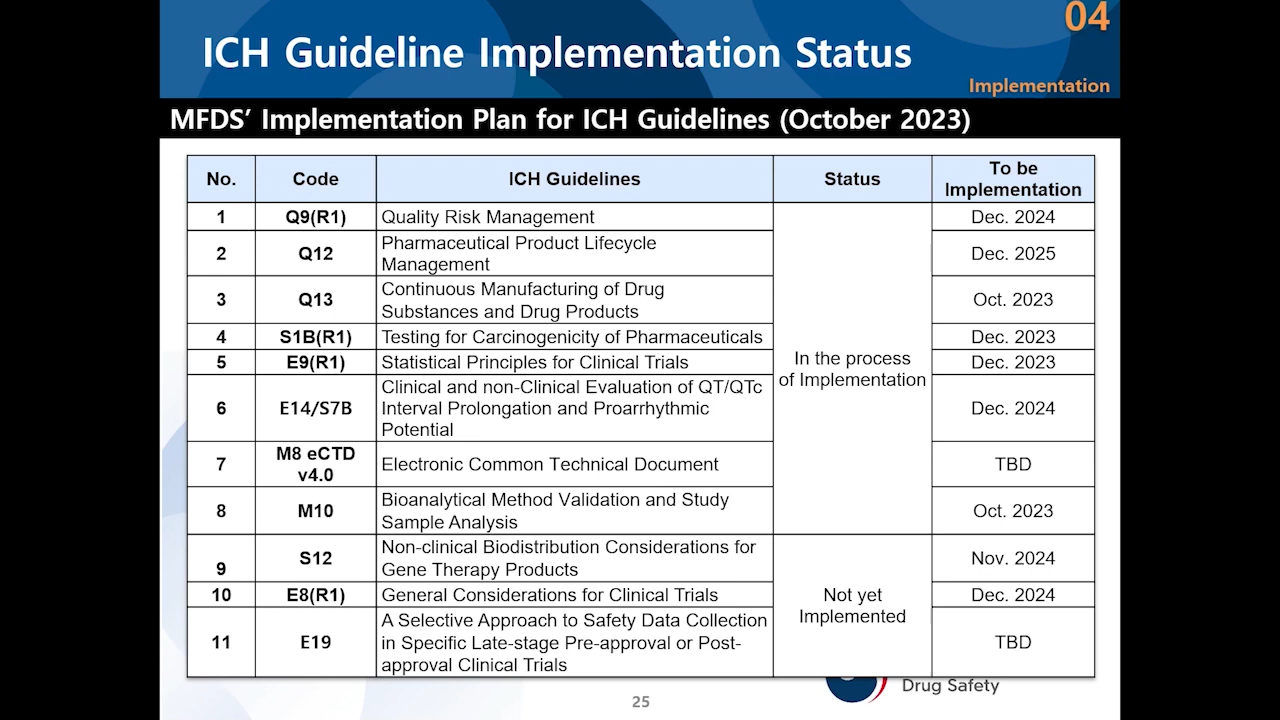 04
ICH Guideline Implementation Status
Implementation
MFDS’ Implementation Plan for ICH Guidelines (October 2023)
No. Code ICH Guidelines Status To be Implementation
1 Q9(R1) Quality Risk Management Dec. 2024
2 Q12 Pharmaceutical Product Lifecycle
Management Dec. 2025
3 Q13 Continuous Manufacturing of Drug
Substances and Drug Products Oct. 2023
4 S1B(R1) Testing for Carcinogenicity of Pharmaceuticals Dec. 2023
5 E9(R1) Statistical Principles for Clinical Trials Dec. 2023
In the process
of Implementation
6 E14/S7B Clinical and non-Clinical Evaluation of QT/QTc
Interval Prolongation and Proarrhythmic
Potential Dec. 2024
7 M8 eCTD
v4.0 Electronic Common Technical Document TBD
8 M10 Bioanalytical Method Validation and Study
Sample Analysis Oct. 2023
9 S12 Non-clinical Biodistribution Considerations for
Gene Therapy Products Nov. 2024
10 E8(R1) General Considerations for Clinical Trials Dec. 2024
Not yet
Implemented
11 E19 A Selective Approach to Safety Data Collection
in Specific Late-stage Pre-approval or Post-
approval Clinical Trials TBD
Drug Safety
25